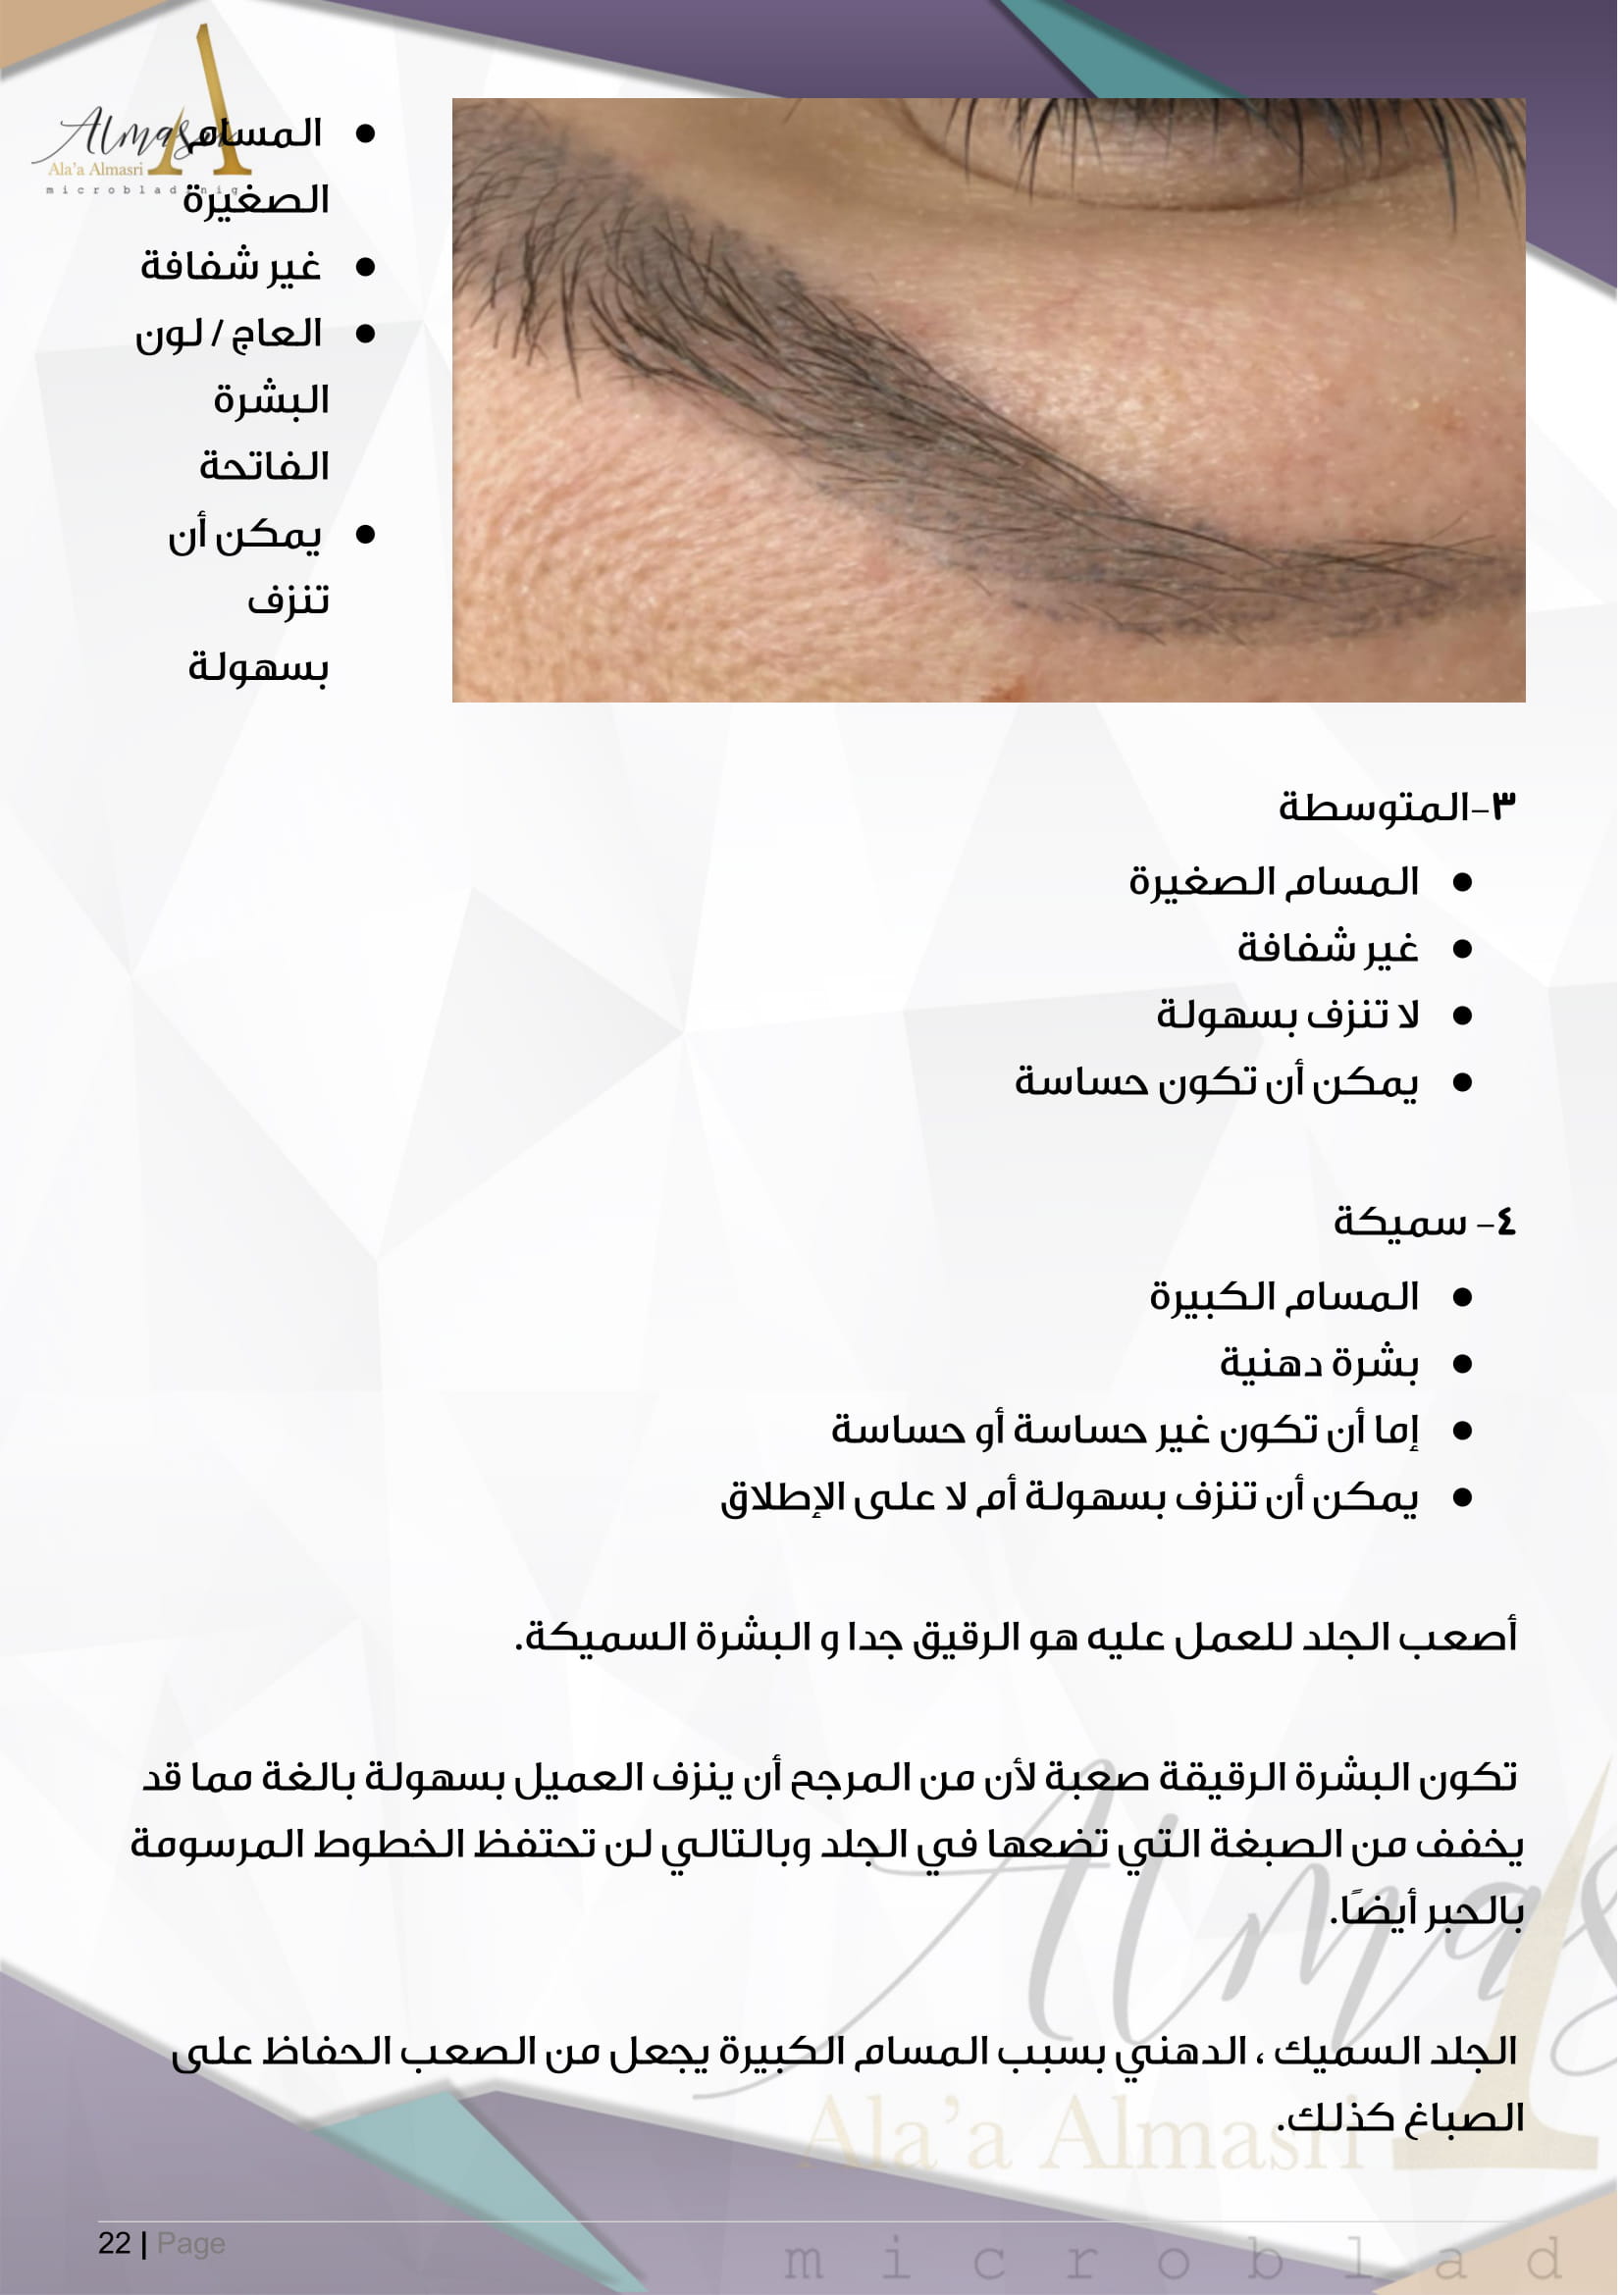 Almasri
Ala'a Almasri
microblading
● المسام
الصغيرة
● غير شفافة
● العاج / لون
البشرة
الفاتحة
● يمكن أن
تنزف
بسهولة
٣-المتوسطة
● المسام الصغيرة
● غير شفافة
● لا تنزف بسهولة
● يمكن أن تكون حساسة
٤- سميكة
● المسام الكبيرة
● بشرة دهنية
● إما أن تكون غير حساسة أو حساسة
● يمكن أن تنزف بسهولة أم لا على الإطلاق
أصعب الجلد للعمل عليه هو الرقيق جدا و البشرة السميكة.
تكون البشرة الرقيقة صعبة لأن من المرجح أن ينزف العميل بسهولة بالغة مما قد
يخفف من الصبغة التي تضعها في الجلد وبالتالي لن تحتفظ الخطوط المرسومة
بالحبر أيضًا.
الجلد السميك ، الدهني بسبب المسام الكبيرة يجعل من الصعب الحفاظ على
الصباغ كذلك.
Almas
Ala'a Almasri
microblad
22 | Page